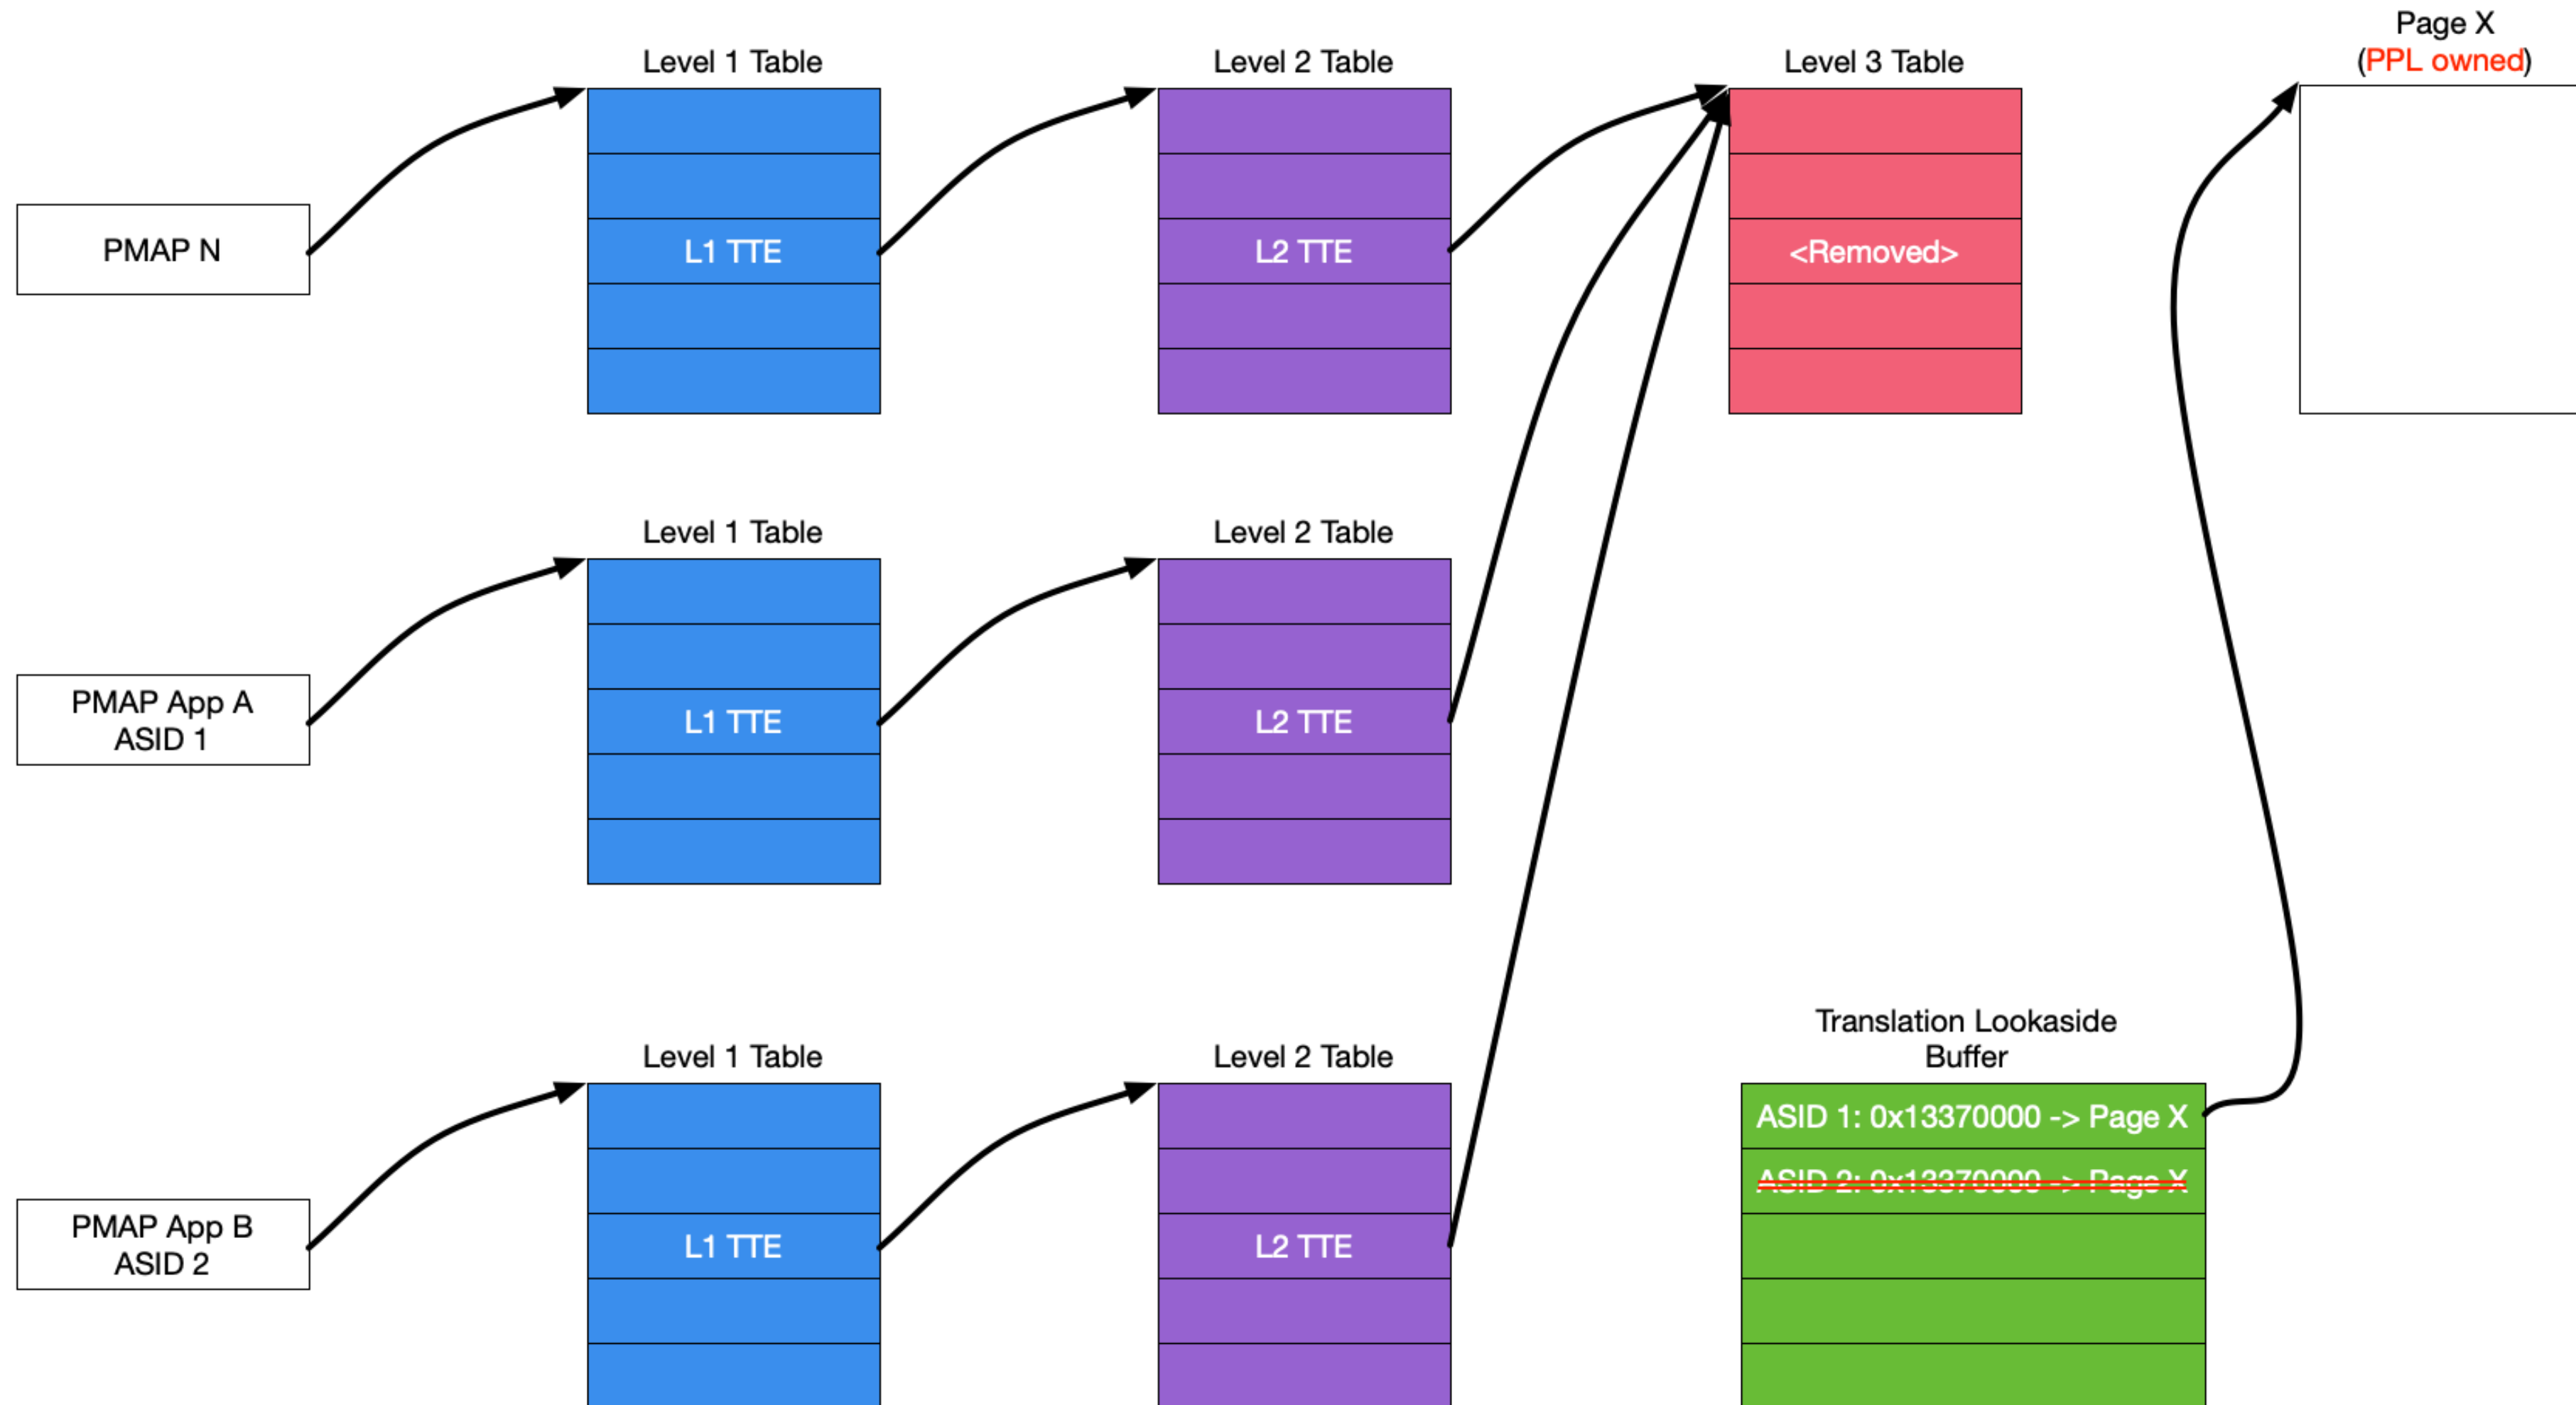 Page X
(PPL owned)
Level 1 Table
Level 2 Table
Level 3 Table
PMAP N
L1 TTE
L2 TTE
<Removed>
Level 1 Table
Level 2 Table
PMAP App A
ASID 1
L1 TTE
L2 TTE
Translation Lookaside
Buffer
Level 1 Table
Level 2 Table
ASID 1: 0x13370000 -> Page X
ASID 2: 0x13370000 -> Page X
PMAP App B
ASID 2
L1 TTE
L2 TTE